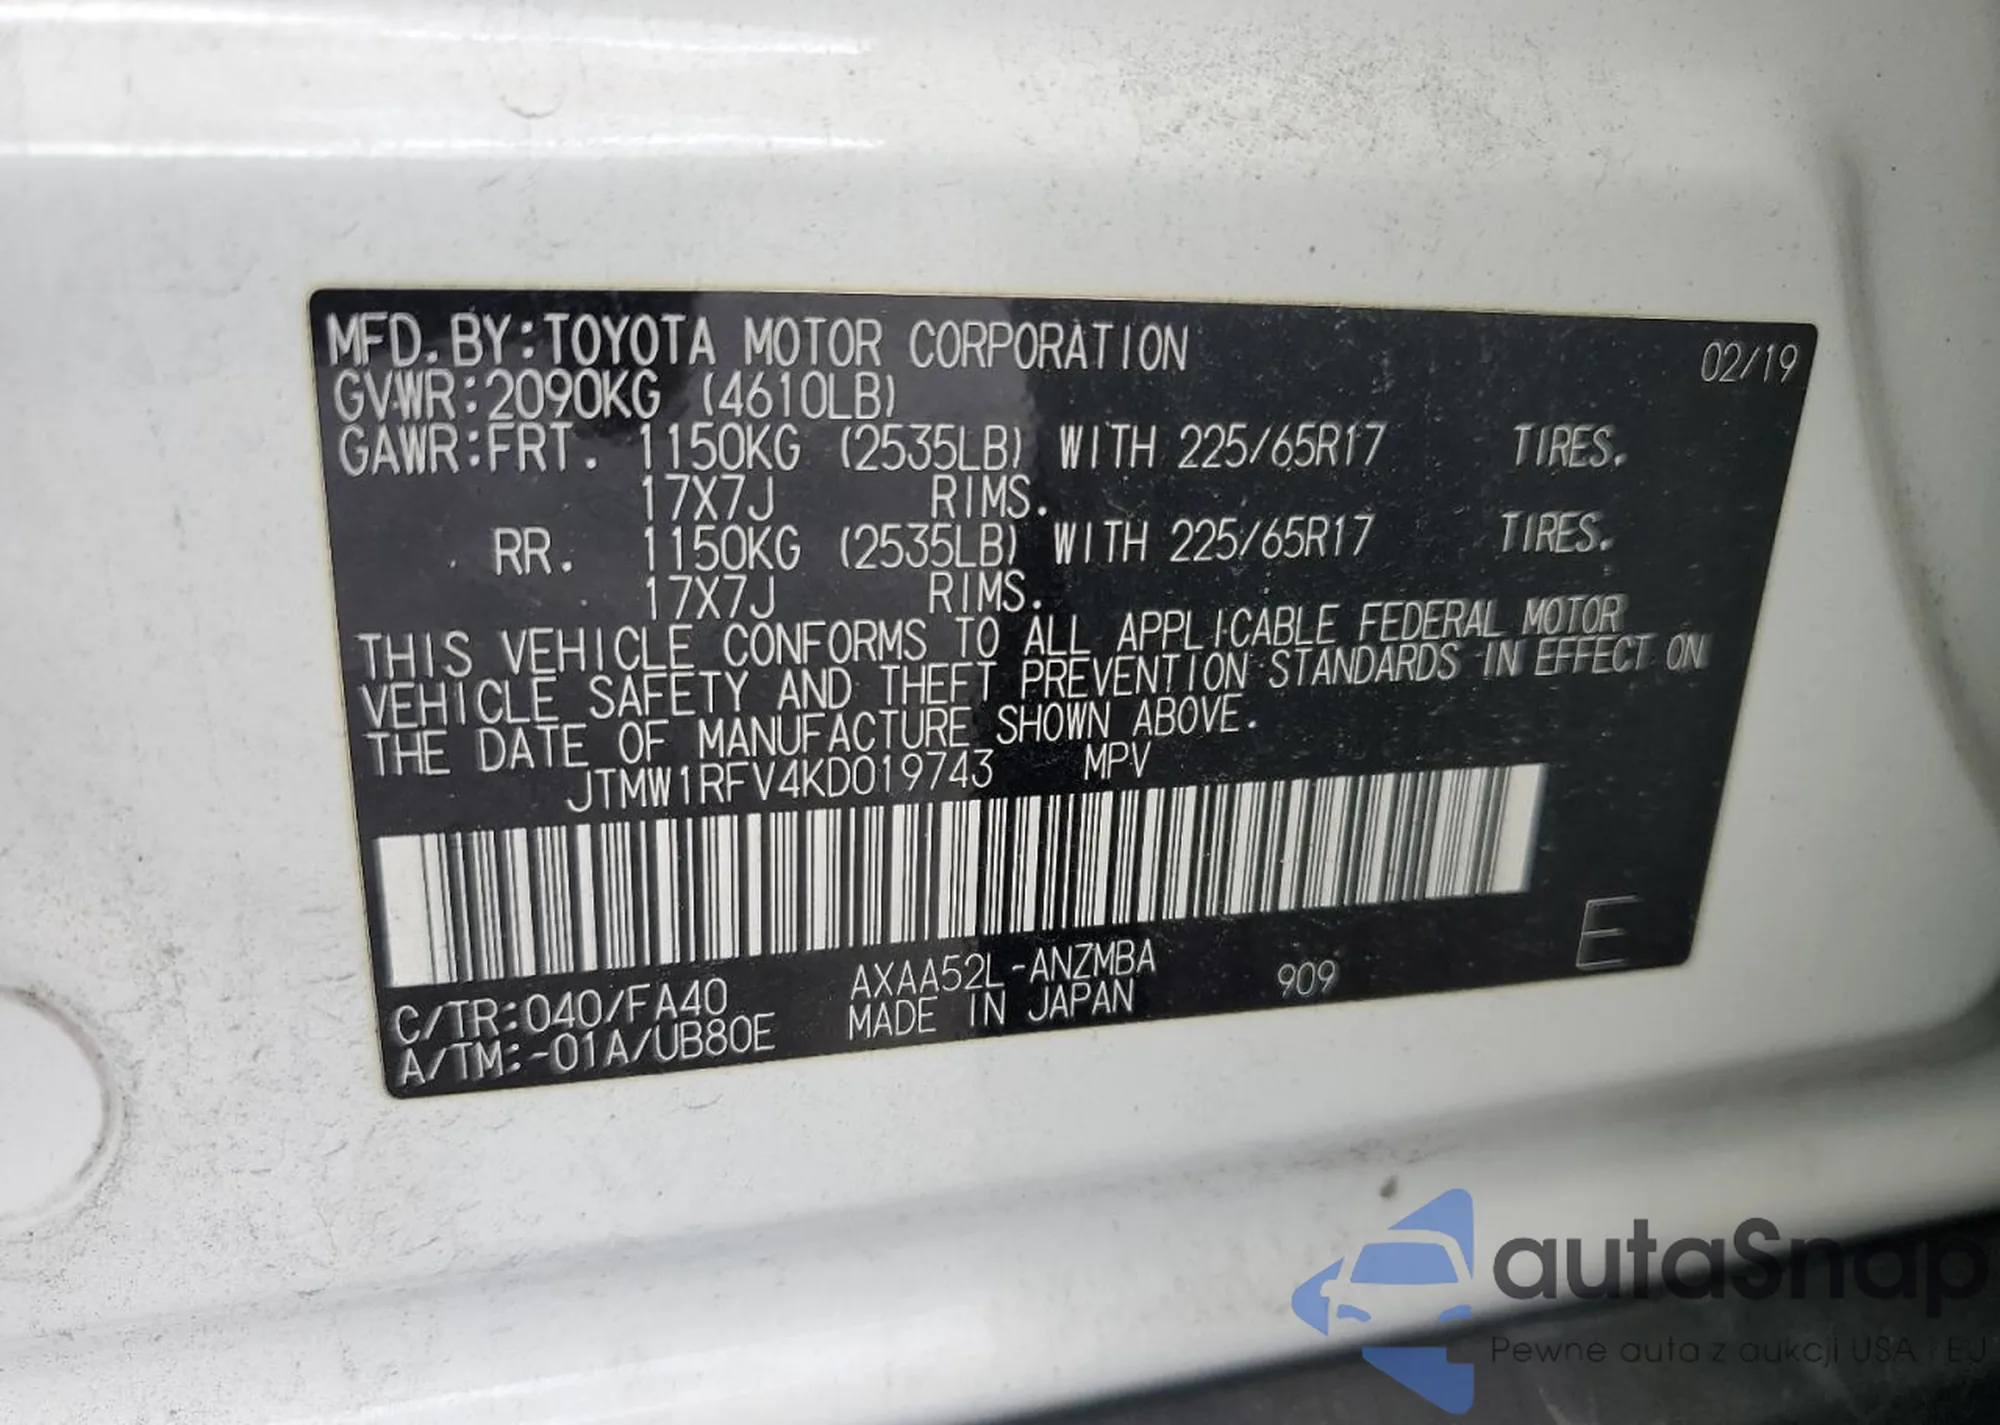 MFD. BY: TOYOTA MOTOR CORPORATION 02/19
GVWR: 2090KG (4610LB)
GAWR: FRT. 1150KG (2535LB) WITH 225/65R17 TIRES.
17X7J RIMS.
RR. 1150KG (2535LB) WITH 225/65R17 TIRES.
17X7J RIMS.
THIS VEHICLE CONFORMS TO ALL APPLICABLE FEDERAL MOTOR
VEHICLE SAFETY AND THEFT PREVENTION STANDARDS IN EFFECT ON
THE DATE OF MANUFACTURE SHOWN ABOVE.
JTMW1RFV4KD019743 MPV
C/TR: 040/FA40 AXAA52L-ANZMBA 909 E
A/TM: -01A/UB80E MADE IN JAPAN
autaSnap
Pewne auta z aukcji USA i EU